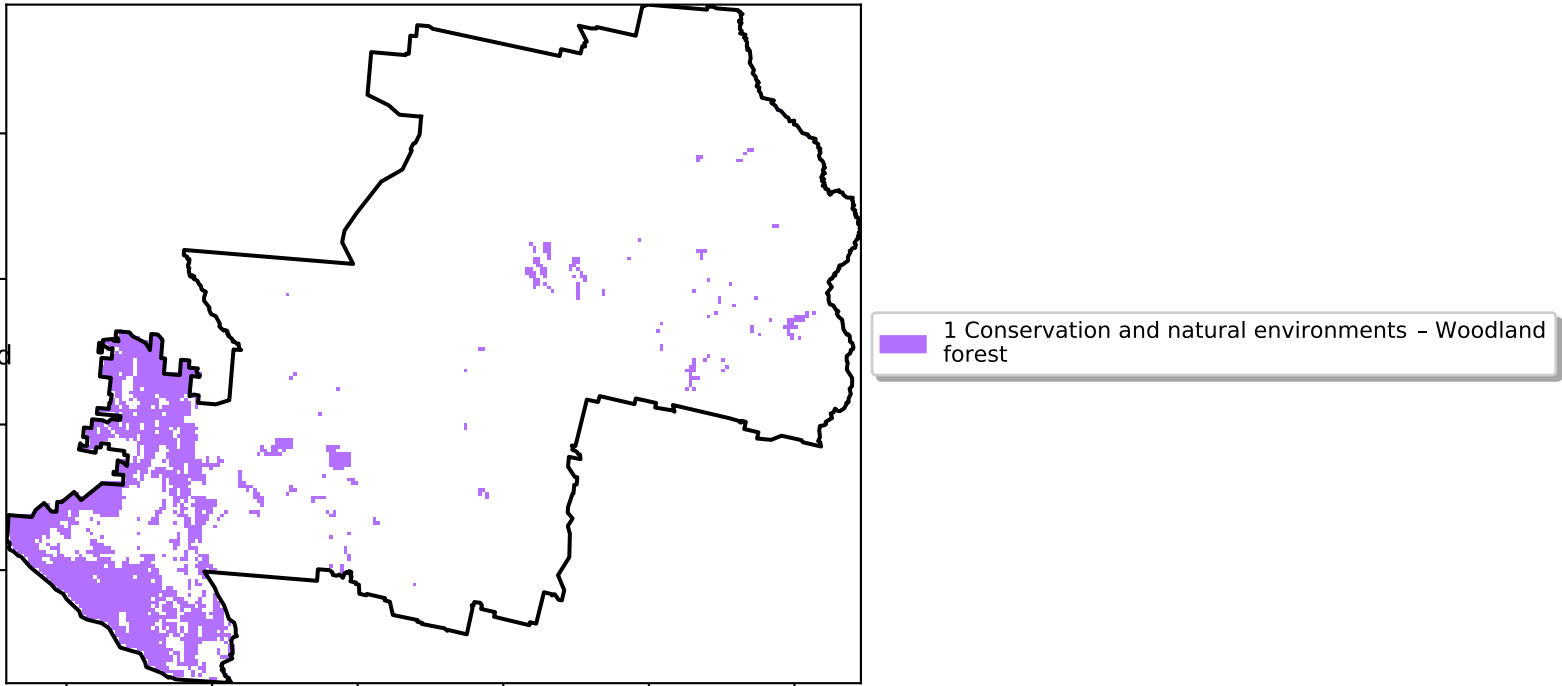 1 Conservation and natural environments – Woodland
forest